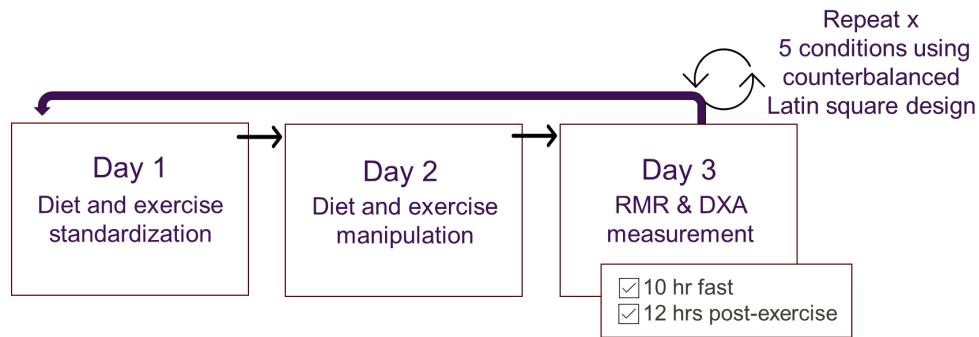 Repeat x
5 conditions using
counterbalanced
Latin square design
Day 1
Diet and exercise
standardization
Day 2
Diet and exercise
manipulation
Day 3
RMR & DXA
measurement
10 hr fast
12 hrs post-exercise